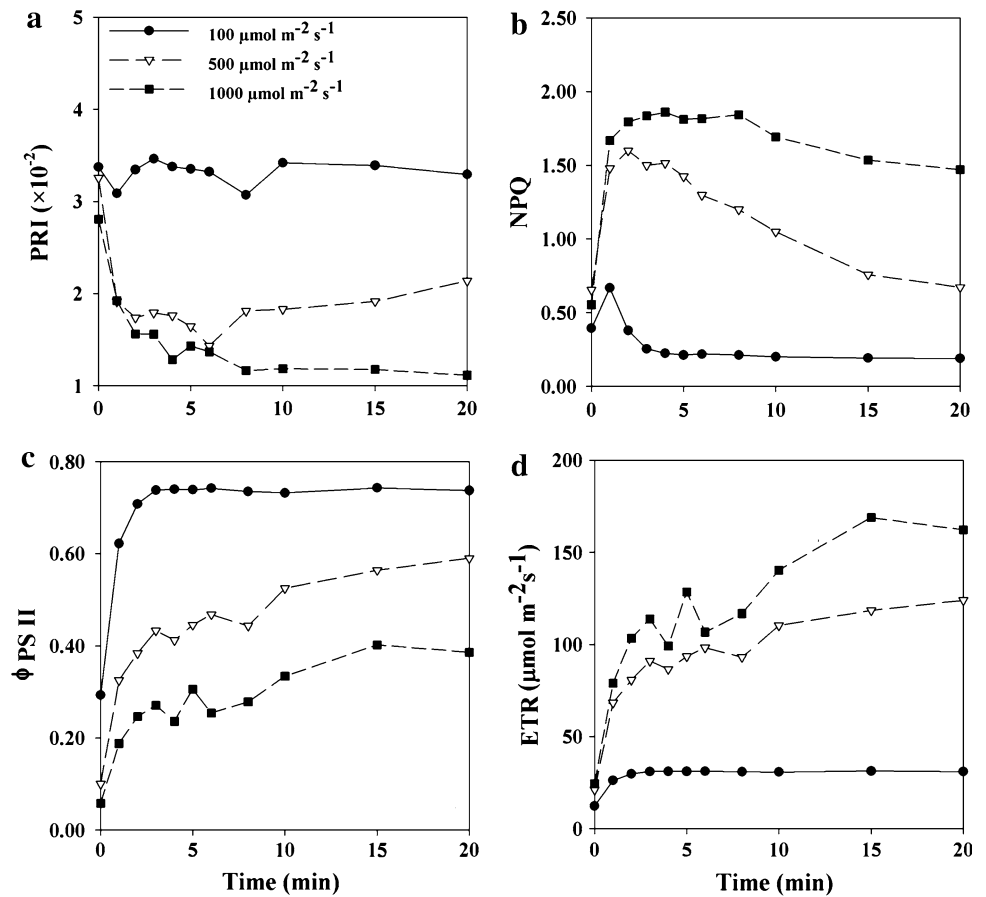 a
5
4
3
2
1
PRI (×10⁻²)
100 µmol m⁻² s⁻¹
500 µmol m⁻² s⁻¹
1000 µmol m⁻² s⁻¹
0 5 10 15 20
b
2.50
2.00
1.50
1.00
0.50
0.00
NPQ
0 5 10 15 20
c
0.80
0.60
0.40
0.20
0.00
ϕ PS II
0 5 10 15 20
Time (min)
d
200
150
100
50
0
ETR (µmol m⁻²s⁻¹)
0 5 10 15 20
Time (min)